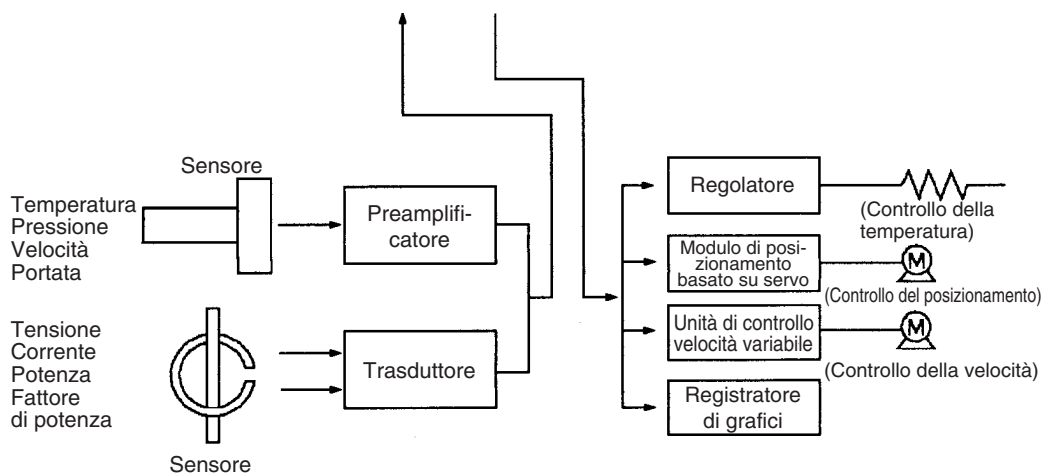 Sensore
Temperatura
Pressione
Velocità
Portata
Preamplifi-
catore
Tensione
Corrente
Potenza
Fattore
di potenza
Trasduttore
Sensore
Regolatore
(Controllo della
temperatura)
Modulo di posi-
zionamento
basato su servo
M
(Controllo del posizionamento)
Unità di controllo
velocità variabile
M
(Controllo della velocità)
Registratore
di grafici